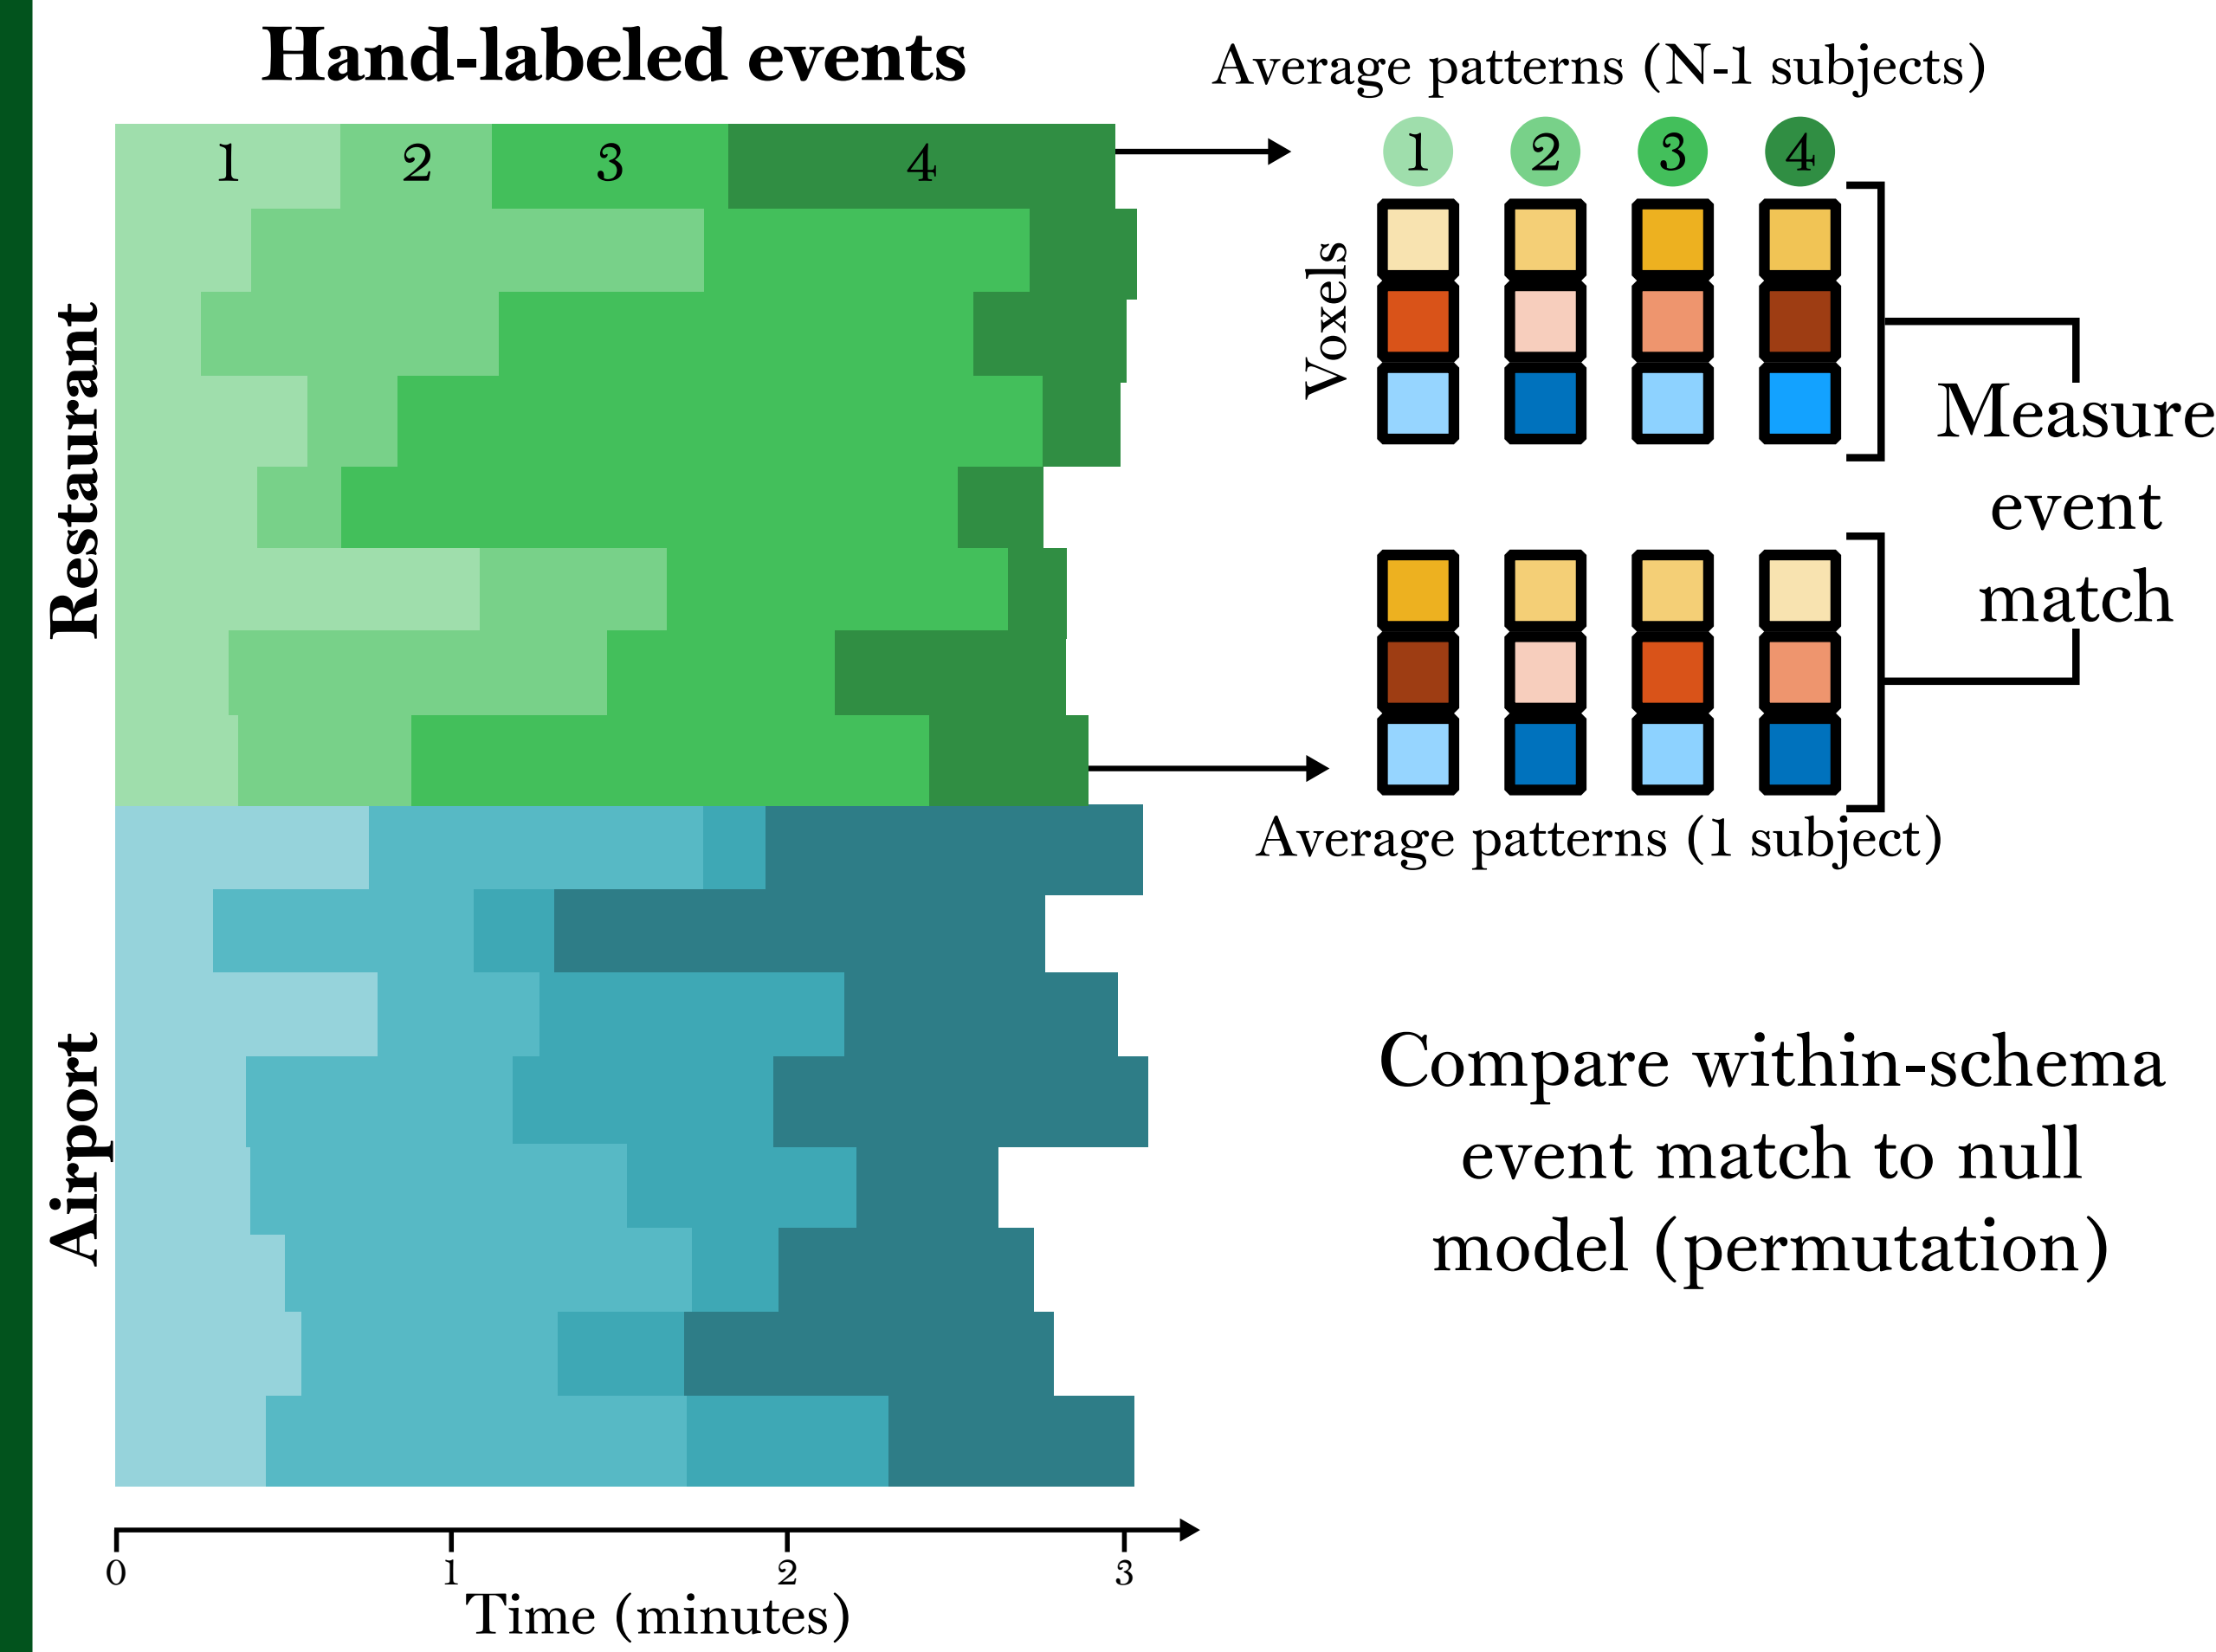 Hand-labeled events
Average patterns (N-1 subjects)
1 2 3 4
1 2 3 4
Restaurant
Voxels
Measure
event
match
Average patterns (1 subject)
Airport
Compare within-schema
event match to null
model (permutation)
0 1 2 3
Time (minutes)